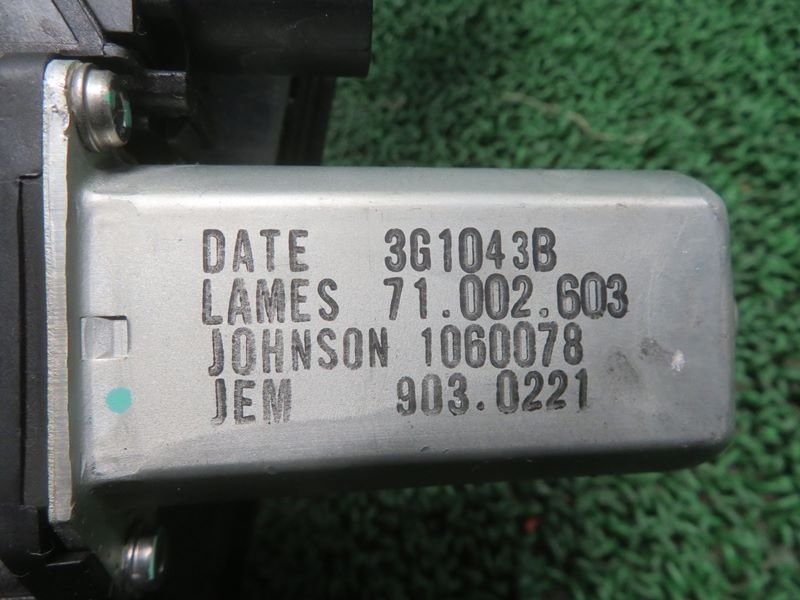 DATE 3G1043B
LAMES 71.002.603
JOHNSON 1060078
JEM 903.0221